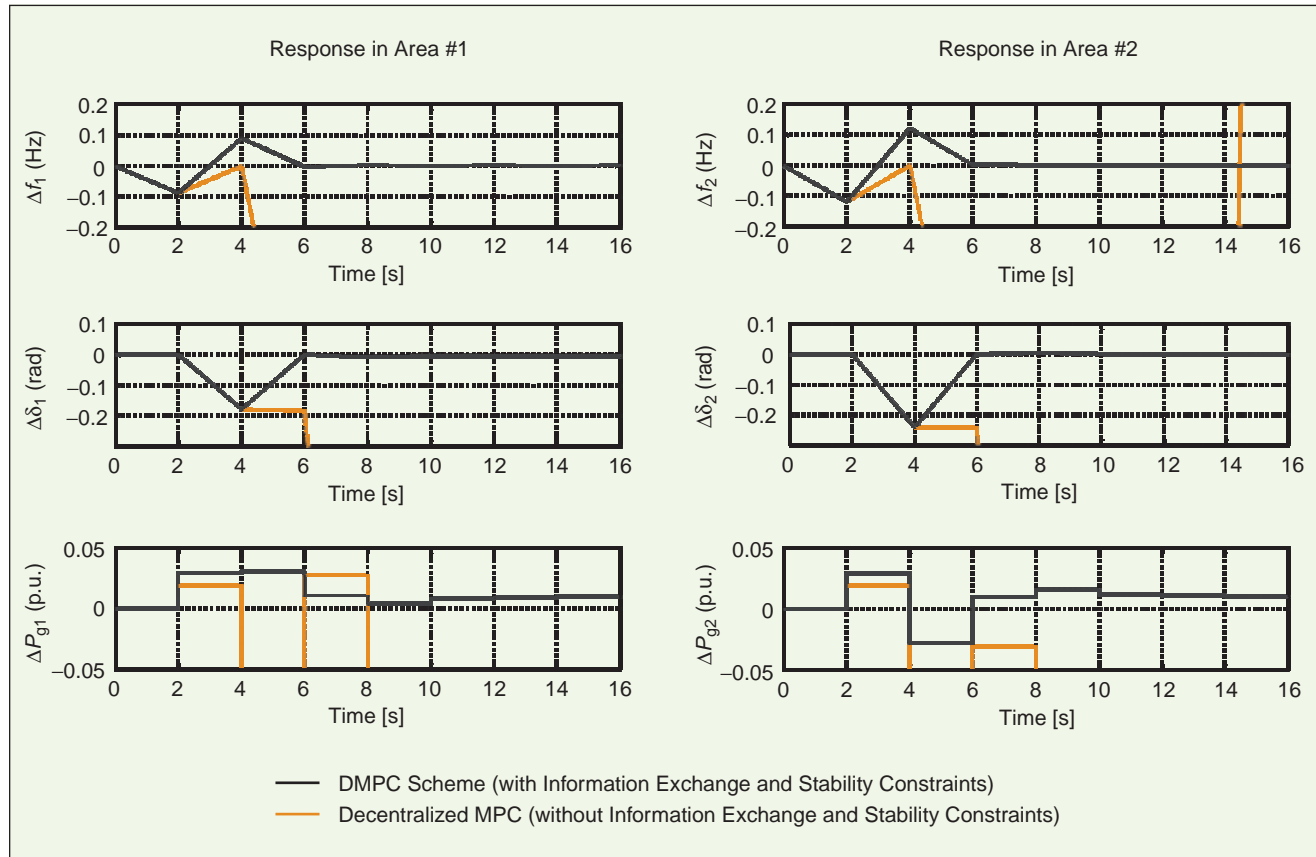 Response in Area #1
Response in Area #2
Δf1 (Hz)
0.2
0.1
0
–0.1
–0.2
0 2 4 6 8 10 12 14 16
Time [s]
Δf2 (Hz)
0.2
0.1
0
–0.1
–0.2
0 2 4 6 8 10 12 14 16
Time [s]
Δδ1 (rad)
0.1
0
–0.1
–0.2
0 2 4 6 8 10 12 14 16
Time [s]
Δδ2 (rad)
0.1
0
–0.1
–0.2
0 2 4 6 8 10 12 14 16
Time [s]
ΔPg1 (p.u.)
0.05
0
–0.05
0 2 4 6 8 10 12 14 16
Time [s]
ΔPg2 (p.u.)
0.05
0
–0.05
0 2 4 6 8 10 12 14 16
Time [s]
DMPC Scheme (with Information Exchange and Stability Constraints)
Decentralized MPC (without Information Exchange and Stability Constraints)